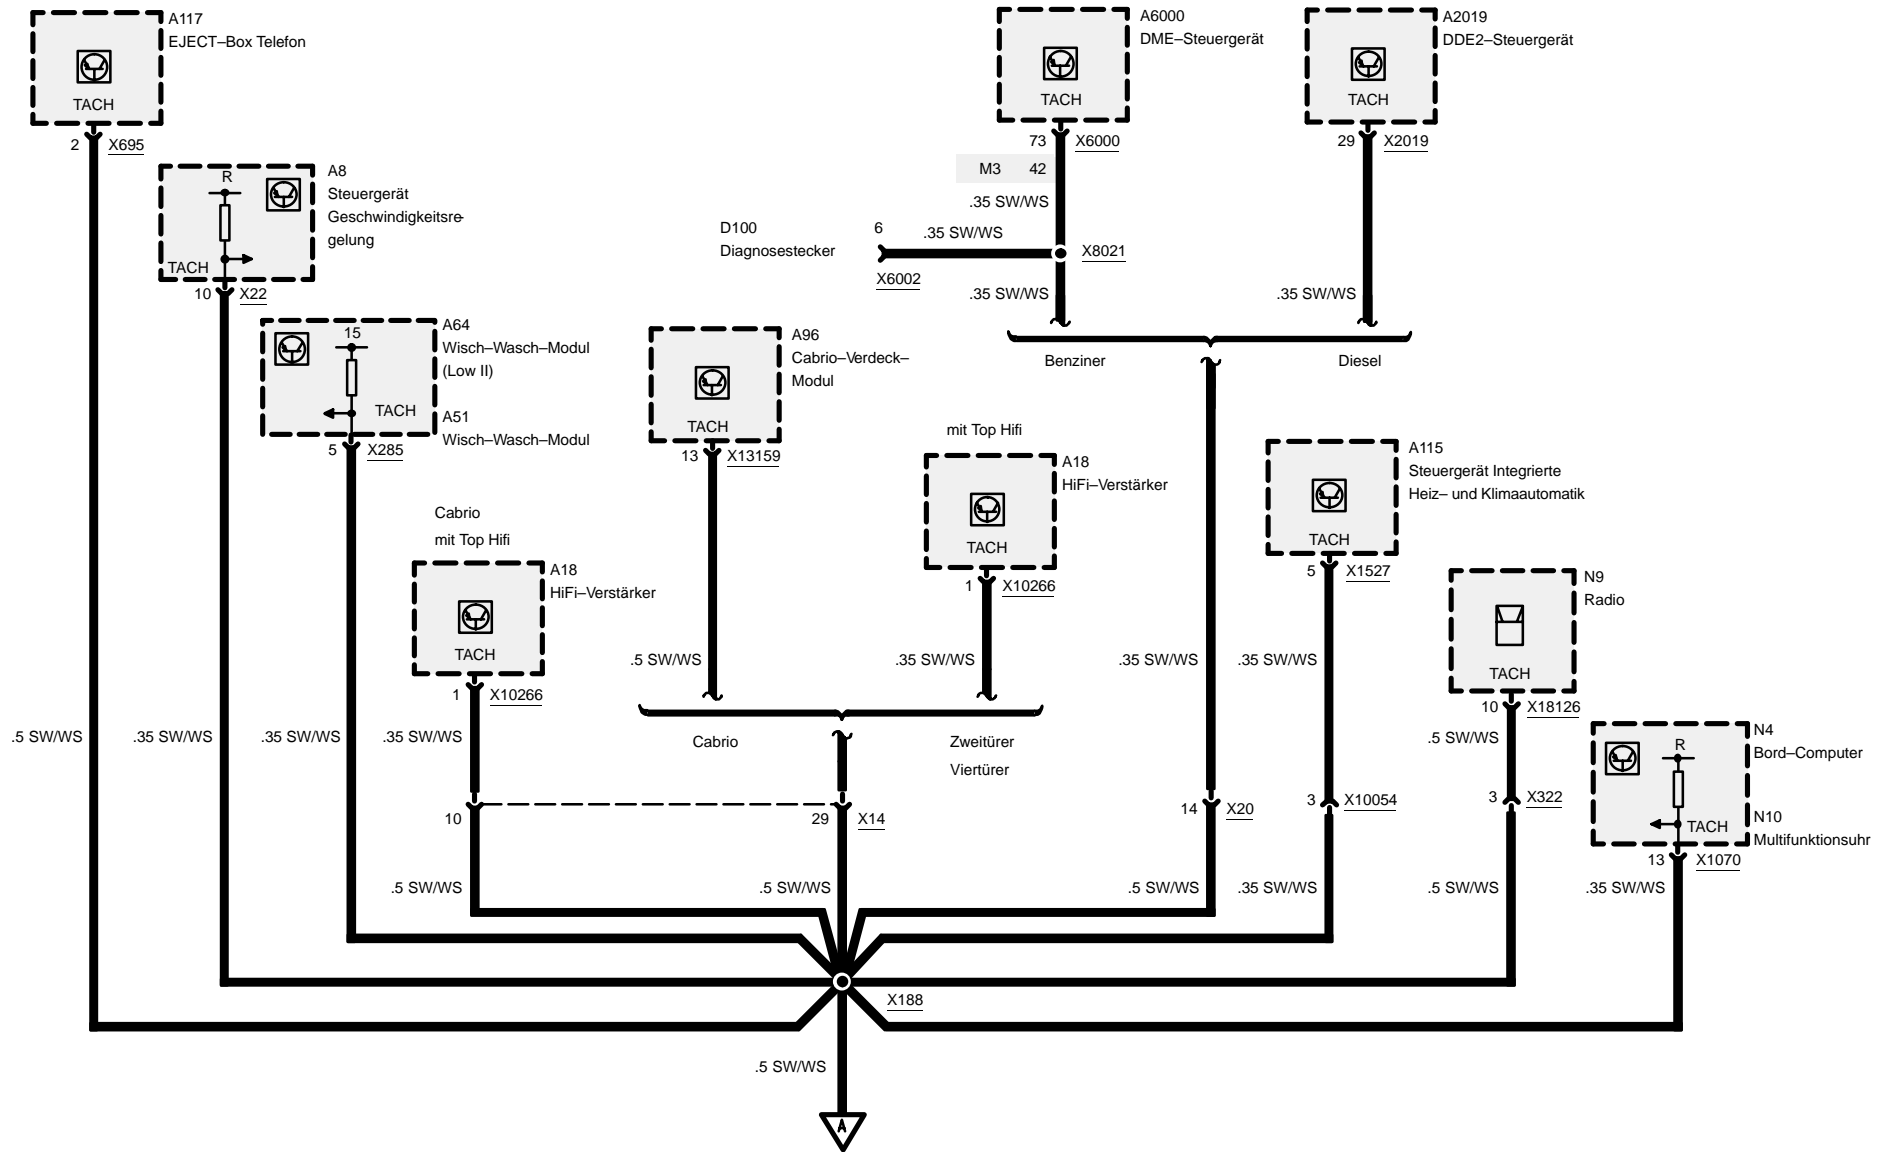 A117
EJECT–Box Telefon
TACH
2 X695
A6000
DME–Steuergerät
TACH
73 X6000
M3 42
.35 SW/WS
A2019
DDE2–Steuergerät
TACH
29 X2019
A8
Steuergerät
Geschwindigkeitsre–
gelung
R
TACH
10 X22
D100
Diagnosestecker
6
.35 SW/WS
X6002
X8021
.35 SW/WS
.35 SW/WS
Benziner
Diesel
A64
Wisch–Wasch–Modul
(Low II)
A51
Wisch–Wasch–Modul
15
TACH
5 X285
A96
Cabrio–Verdeck–
Modul
TACH
13 X13159
mit Top Hifi
A18
HiFi–Verstärker
TACH
1 X10266
A115
Steuergerät Integrierte
Heiz– und Klimaautomatik
TACH
5 X1527
Cabrio
mit Top Hifi
A18
HiFi–Verstärker
TACH
1 X10266
N9
Radio
TACH
10 X18126
.5 SW/WS
.35 SW/WS
.35 SW/WS
.35 SW/WS
.5 SW/WS
.35 SW/WS
.35 SW/WS
.35 SW/WS
.5 SW/WS
Cabrio
Zweitürer
Viertürer
N4
Bord–Computer
N10
Multifunktionsuhr
R
TACH
13 X1070
10
29 X14
14 X20
3 X10054
3 X322
.5 SW/WS
.5 SW/WS
.5 SW/WS
.35 SW/WS
.5 SW/WS
.35 SW/WS
X188
.5 SW/WS
A